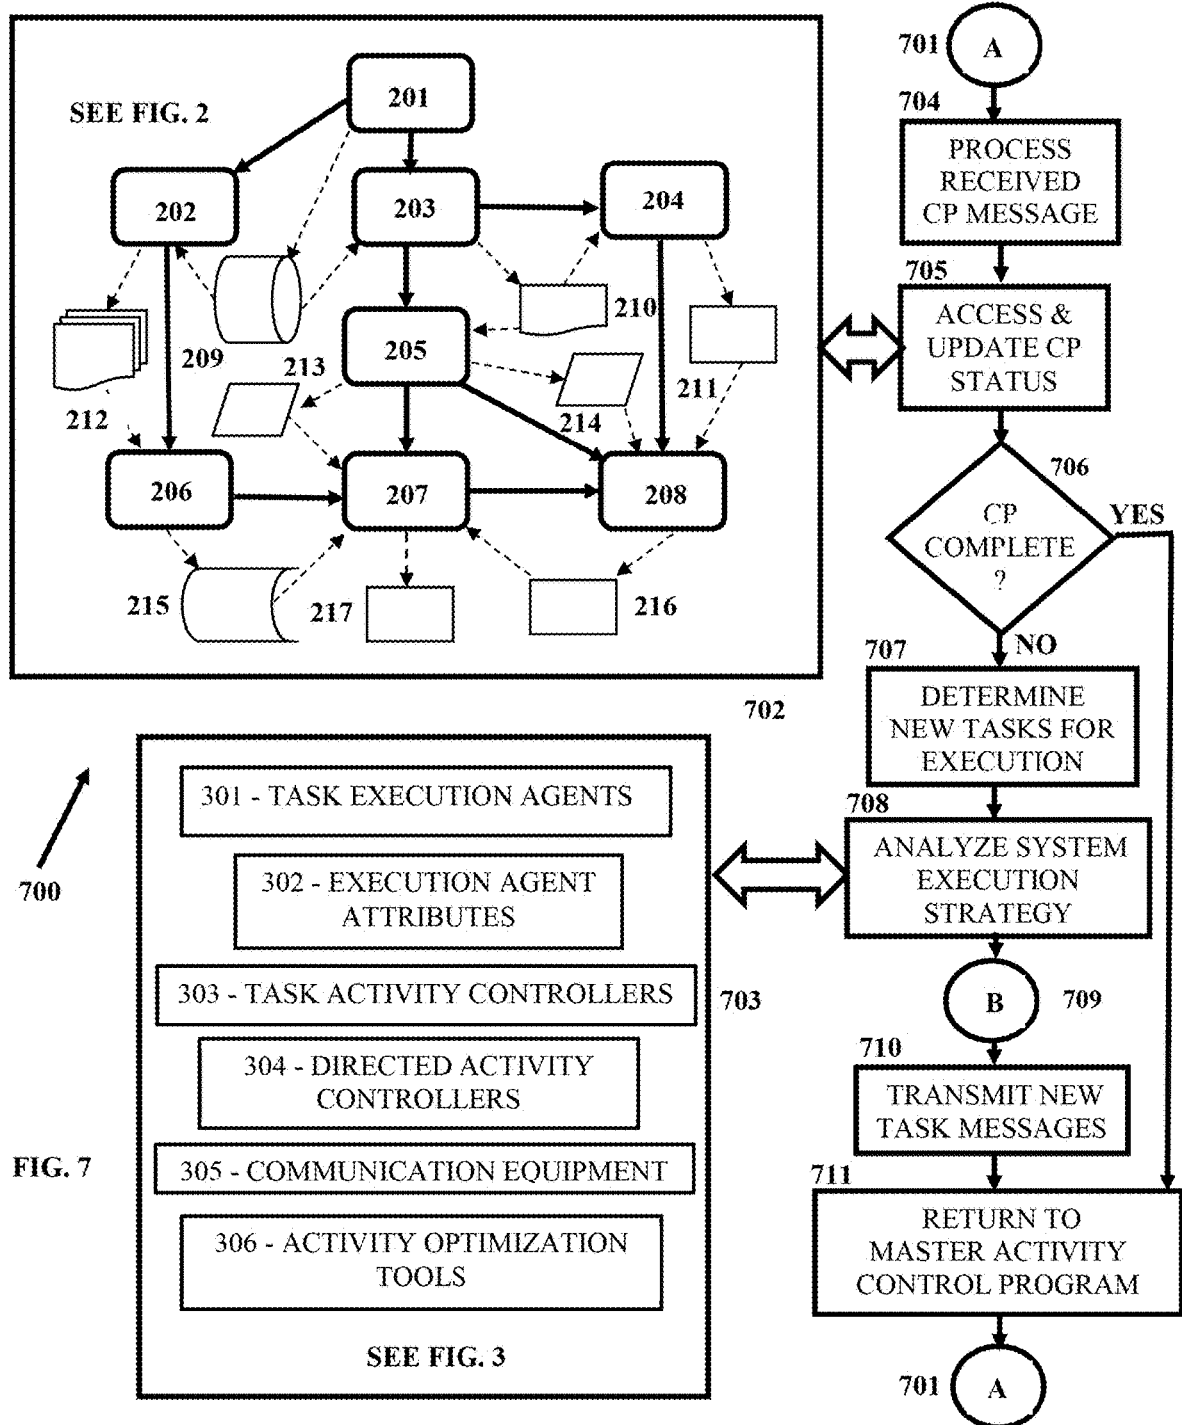 701
A
704
PROCESS
RECEIVED
CP MESSAGE
SEE FIG. 2
201
202
203
204
705
ACCESS &
UPDATE CP
STATUS
209
210
205
213
211
212
214
206
207
208
706
CP
COMPLETE
?
YES
NO
215
217
216
702
707
DETERMINE
NEW TASKS FOR
EXECUTION
700
301 - TASK EXECUTION AGENTS
302 - EXECUTION AGENT
ATTRIBUTES
303 - TASK ACTIVITY CONTROLLERS
703
304 - DIRECTED ACTIVITY
CONTROLLERS
305 - COMMUNICATION EQUIPMENT
306 - ACTIVITY OPTIMIZATION
TOOLS
SEE FIG. 3
FIG. 7
708
ANALYZE SYSTEM
EXECUTION
STRATEGY
B
709
710
TRANSMIT NEW
TASK MESSAGES
711
RETURN TO
MASTER ACTIVITY
CONTROL PROGRAM
701
A